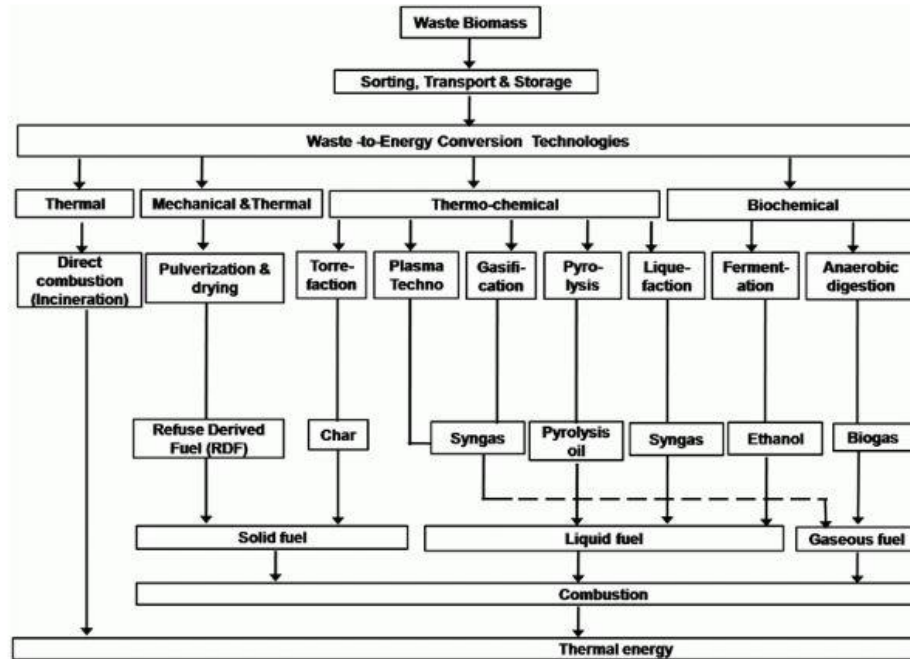 Waste Biomass
Sorting, Transport & Storage
Waste -to-Energy Conversion Technologies
Thermal
Mechanical &Thermal
Thermo-chemical
Biochemical
Direct
combustion
(Incineration)
Pulverization &
drying
Torre-
faction
Plasma
Techno
Gasifi-
cation
Pyro-
lysis
Lique-
faction
Ferment-
ation
Anaerobic
digestion
Refuse Derived
Fuel (RDF)
Char
Syngas
Pyrolysis
oil
Syngas
Ethanol
Biogas
Solid fuel
Liquid fuel
Gaseous fuel
Combustion
Thermal energy